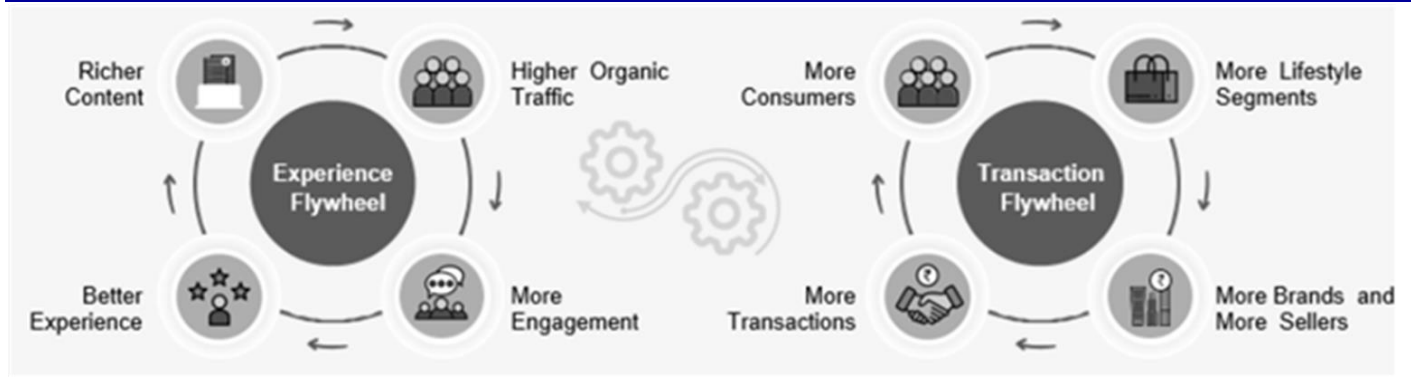 Richer
Content
Higher Organic
Traffic
Experience
Flywheel
Better
Experience
More
Engagement
More
Consumers
More Lifestyle
Segments
Transaction
Flywheel
More
Transactions
₹
More Brands and
More Sellers
₹